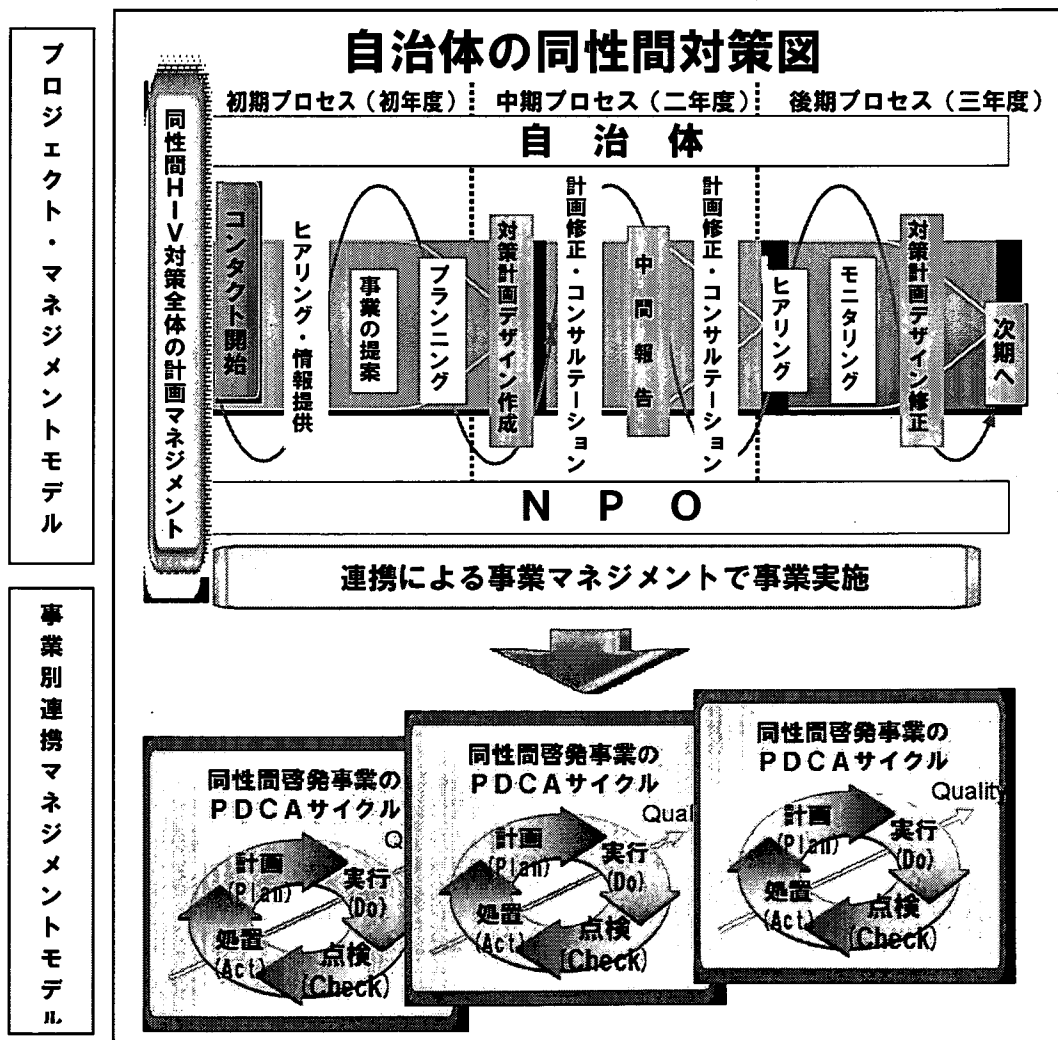 プロジェクト・マネジメントモデル
自治体の同性間対策図
初期プロセス（初年度）
中期プロセス（二年度）
後期プロセス（三年度）
同性間HIV対策全体の計画マネジメント
自治体
コンタクト開始
ヒアリング・情報提供
事業の提案
プランニング
対策計画デザイン作成
計画修正・コンサルテーション
中間報告
計画修正・コンサルテーション
ヒアリング
モニタリング
対策計画デザイン修正
次期へ
NPO
連携による事業マネジメントで事業実施
事業別連携マネジメントモデル
同性間啓発事業の
PDCAサイクル
Q
計画
(Plan)
実行
(Do)
処置
(Act)
点検
(Check)
同性間啓発事業の
PDCAサイクル
Qual
計画
(Plan)
実行
(Do)
処置
(Act)
点検
(Check)
同性間啓発事業の
PDCAサイクル
Quality
計画
(Plan)
実行
(Do)
処置
(Act)
点検
(Check)